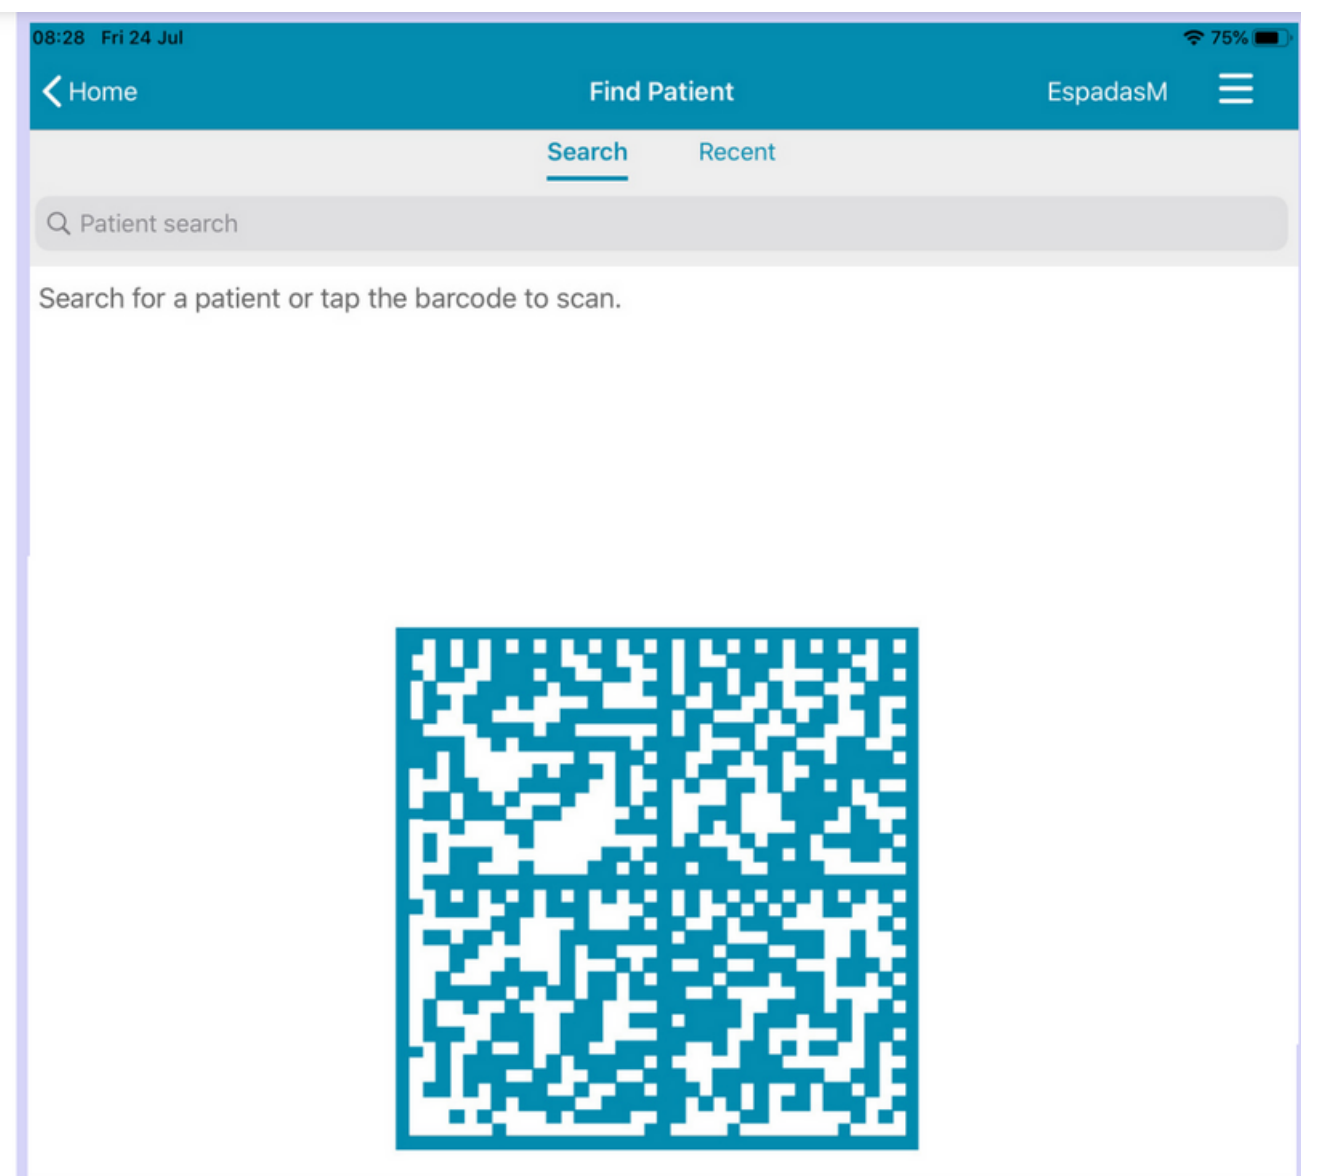 08:28 Fri 24 Jul 75%
Home Find Patient EspadasM
Search Recent
Patient search
Search for a patient or tap the barcode to scan.